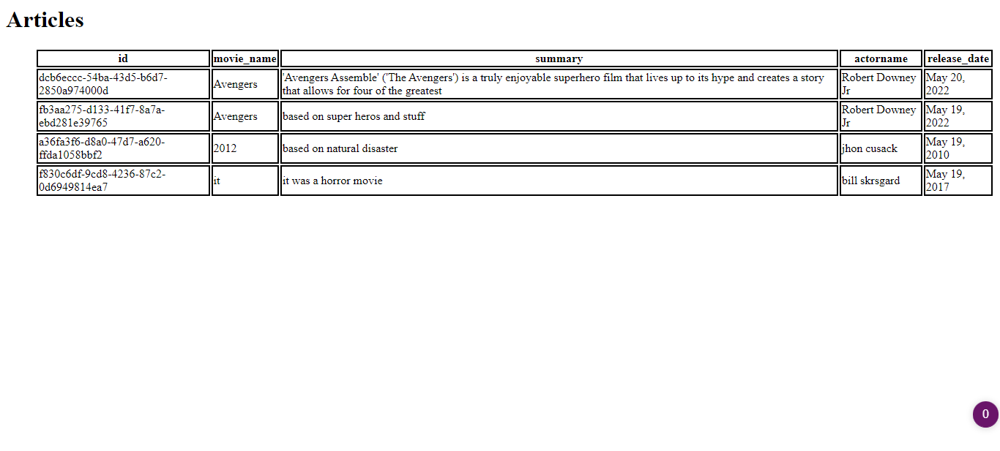 Articles
id movie_name summary actorname release_date
dcb6eccc-54ba-43d5-b6d7-
2850a974000d
Avengers
'Avengers Assemble' ('The Avengers') is a truly enjoyable superhero film that lives up to its hype and creates a story
that allows for four of the greatest
Robert Downey
Jr
May 20,
2022
fb3aa275-d133-41f7-8a7a-
ebd281e39765
Avengers
based on super heros and stuff
Robert Downey
Jr
May 19,
2022
a36fa3f6-d8a0-47d7-a620-
ffda1058bbf2
2012
based on natural disaster
jhon cusack
May 19,
2010
f830c6df-9cd8-4236-87c2-
0d6949814ea7
it
it was a horror movie
bill skrsgard
May 19,
2017
0